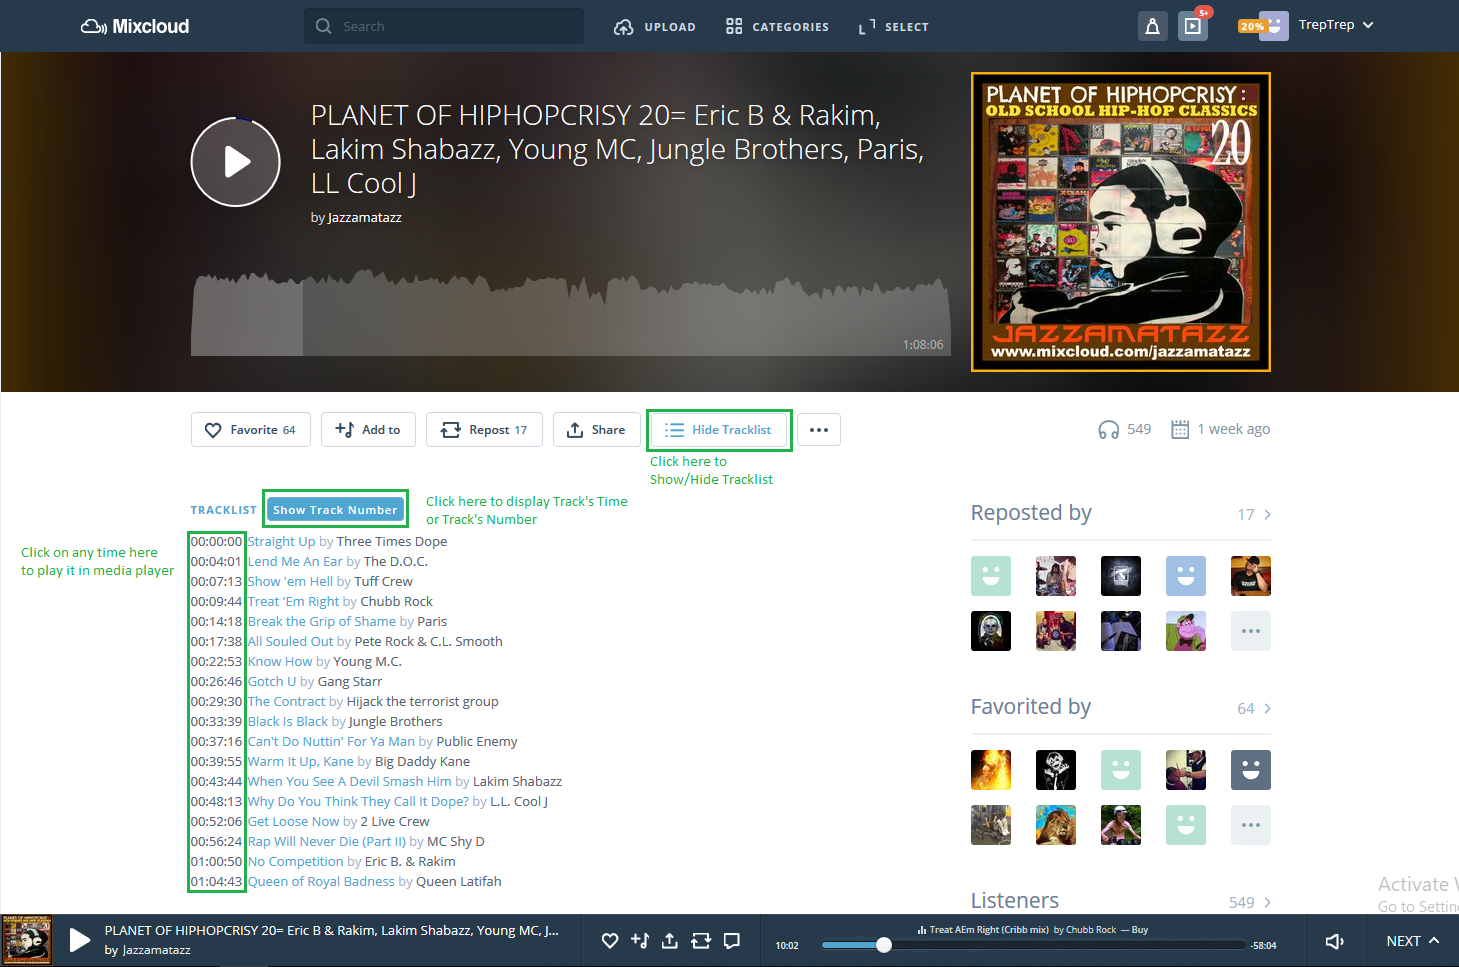 Mixcloud
Search
UPLOAD
CATEGORIES
SELECT
5+
20%
TrepTrep
PLANET OF HIPHOPCRISY 20= Eric B & Rakim,
Lakim Shabazz, Young MC, Jungle Brothers, Paris,
LL Cool J
by Jazzamatazz
1:08:06
PLANET OF HIPHOPCRISY:
OLD SCHOOL HIP-HOP CLASSICS
20
JAZZAMATAZZ
www.mixcloud.com/jazzamatazz
Favorite 64
Add to
Repost 17
Share
Hide Tracklist
549
1 week ago
Click here to
Show/Hide Tracklist
TRACKLIST
Show Track Number
Click here to display Track's Time
or Track's Number
Click on any time here
to play it in media player
00:00:00 Straight Up by Three Times Dope
00:04:01 Lend Me An Ear by The D.O.C.
00:07:13 Show 'em Hell by Tuff Crew
00:09:44 Treat 'Em Right by Chubb Rock
00:14:18 Break the Grip of Shame by Paris
00:17:38 All Souled Out by Pete Rock & C.L. Smooth
00:22:53 Know How by Young M.C.
00:26:46 Gotch U by Gang Starr
00:29:30 The Contract by Hijack the terrorist group
00:33:39 Black Is Black by Jungle Brothers
00:37:16 Can't Do Nuttin' For Ya Man by Public Enemy
00:39:55 Warm It Up, Kane by Big Daddy Kane
00:43:44 When You See A Devil Smash Him by Lakim Shabazz
00:48:13 Why Do You Think They Call It Dope? by L.L. Cool J
00:52:06 Get Loose Now by 2 Live Crew
00:56:24 Rap Will Never Die (Part II) by MC Shy D
01:00:50 No Competition by Eric B. & Rakim
01:04:43 Queen of Royal Badness by Queen Latifah
Reposted by
17
Favorited by
64
Listeners
549
Activate W
Go to Settin
PLANET OF HIPHOPCRISY 20= Eric B & Rakim, Lakim Shabazz, Young MC, J...
by Jazzamatazz
10:02
Treat AEm Right (Cribb mix) by Chubb Rock — Buy
-58:04
NEXT